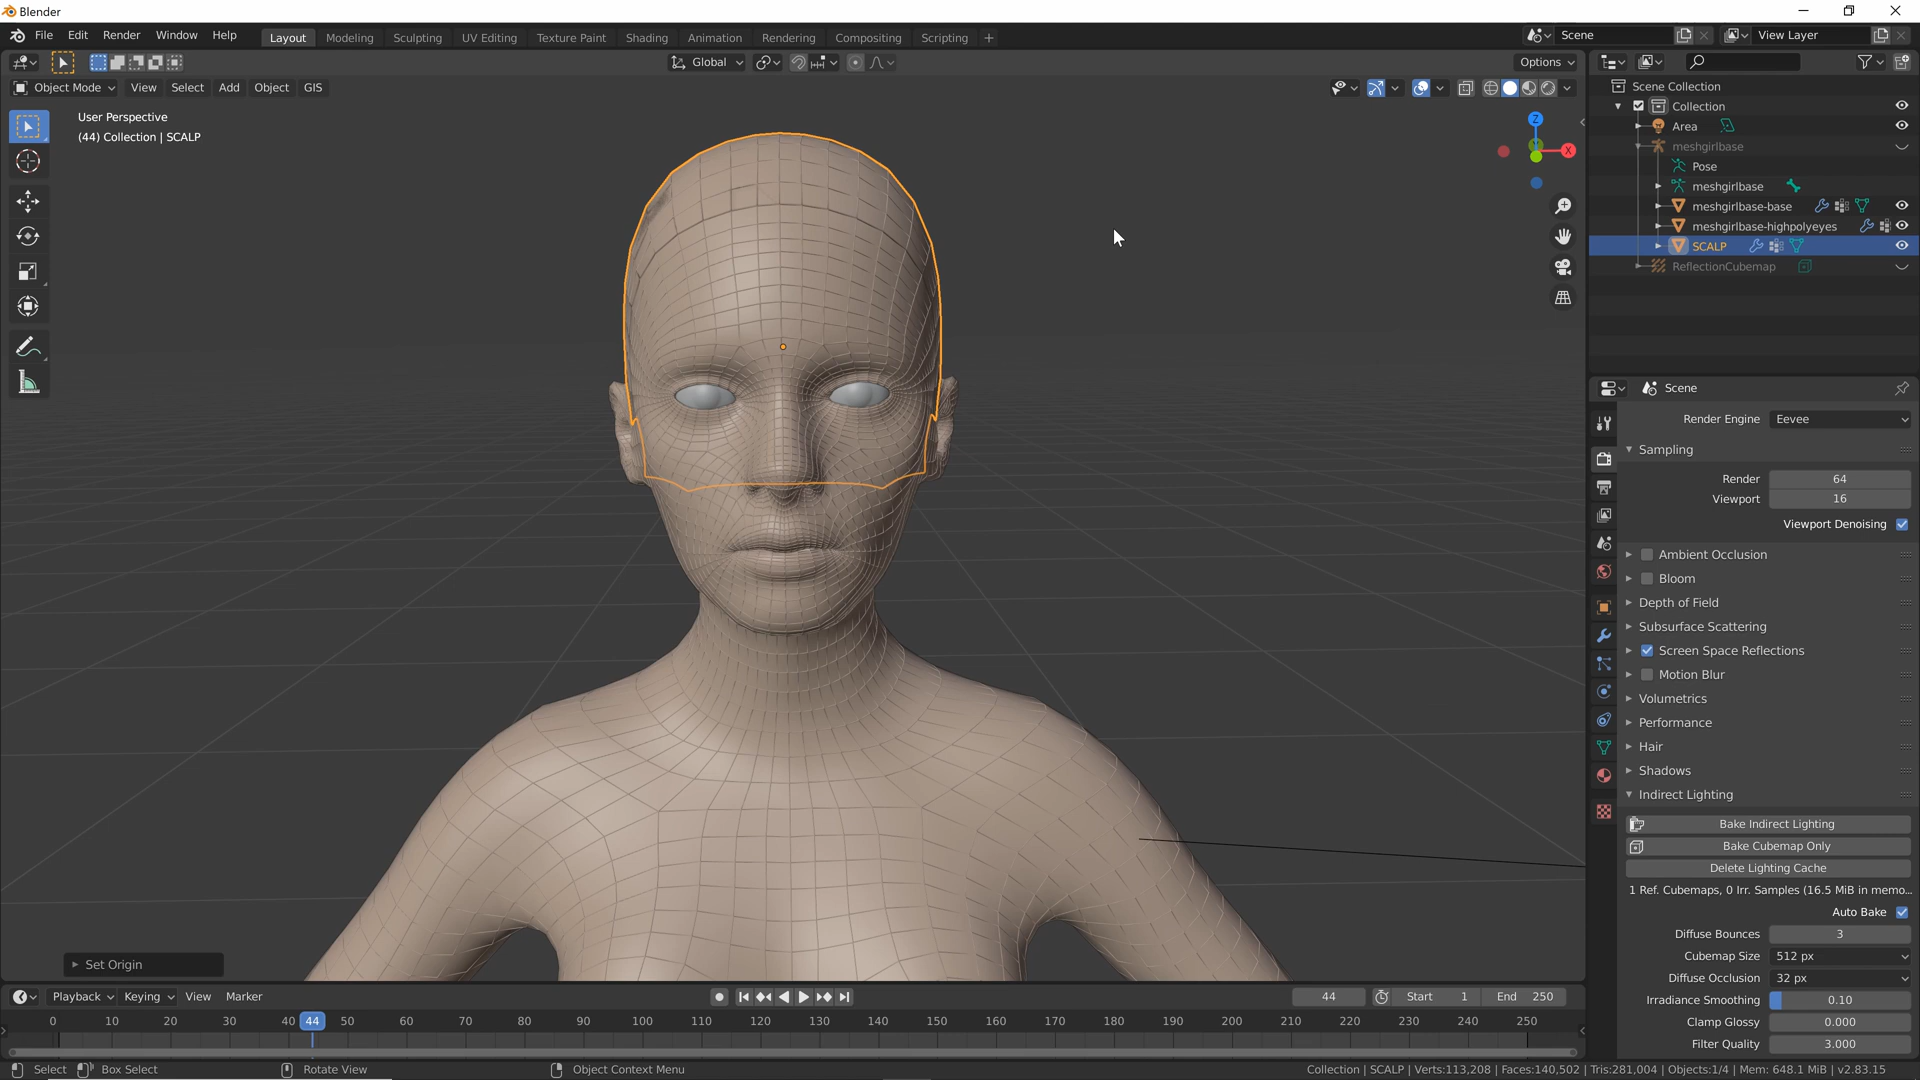 Blender
File Edit Render Window Help Layout Modeling Sculpting UV Editing Texture Paint Shading Animation Rendering Compositing Scripting + Scene View Layer
Global Options
Object Mode View Select Add Object GIS
User Perspective
(44) Collection | SCALP
Z
X
Scene Collection
Collection
Area
meshgirlbase
Pose
meshgirlbase
meshgirlbase-base
meshgirlbase-highpolyeyes
SCALP
ReflectionCubemap
Scene
Render Engine Eevee
Sampling
Render 64
Viewport 16
Viewport Denoising
Ambient Occlusion
Bloom
Depth of Field
Subsurface Scattering
Screen Space Reflections
Motion Blur
Volumetrics
Performance
Hair
Shadows
Indirect Lighting
Bake Indirect Lighting
Bake Cubemap Only
Delete Lighting Cache
1 Ref. Cubemaps, 0 Irr. Samples (16.5 MiB in memo...
Auto Bake
Diffuse Bounces 3
Cubemap Size 512 px
Diffuse Occlusion 32 px
Irradiance Smoothing 0.10
Clamp Glossy 0.000
Filter Quality 3.000
Set Origin
Playback Keying View Marker 44 Start 1 End 250
0 10 20 30 40 44 50 60 70 80 90 100 110 120 130 140 150 160 170 180 190 200 210 220 230 240 250
Select Box Select Rotate View Object Context Menu Collection | SCALP | Verts:113,208 | Faces:140,502 | Tris:281,004 | Objects:1/4 | Mem: 648.1 MiB | v2.83.15